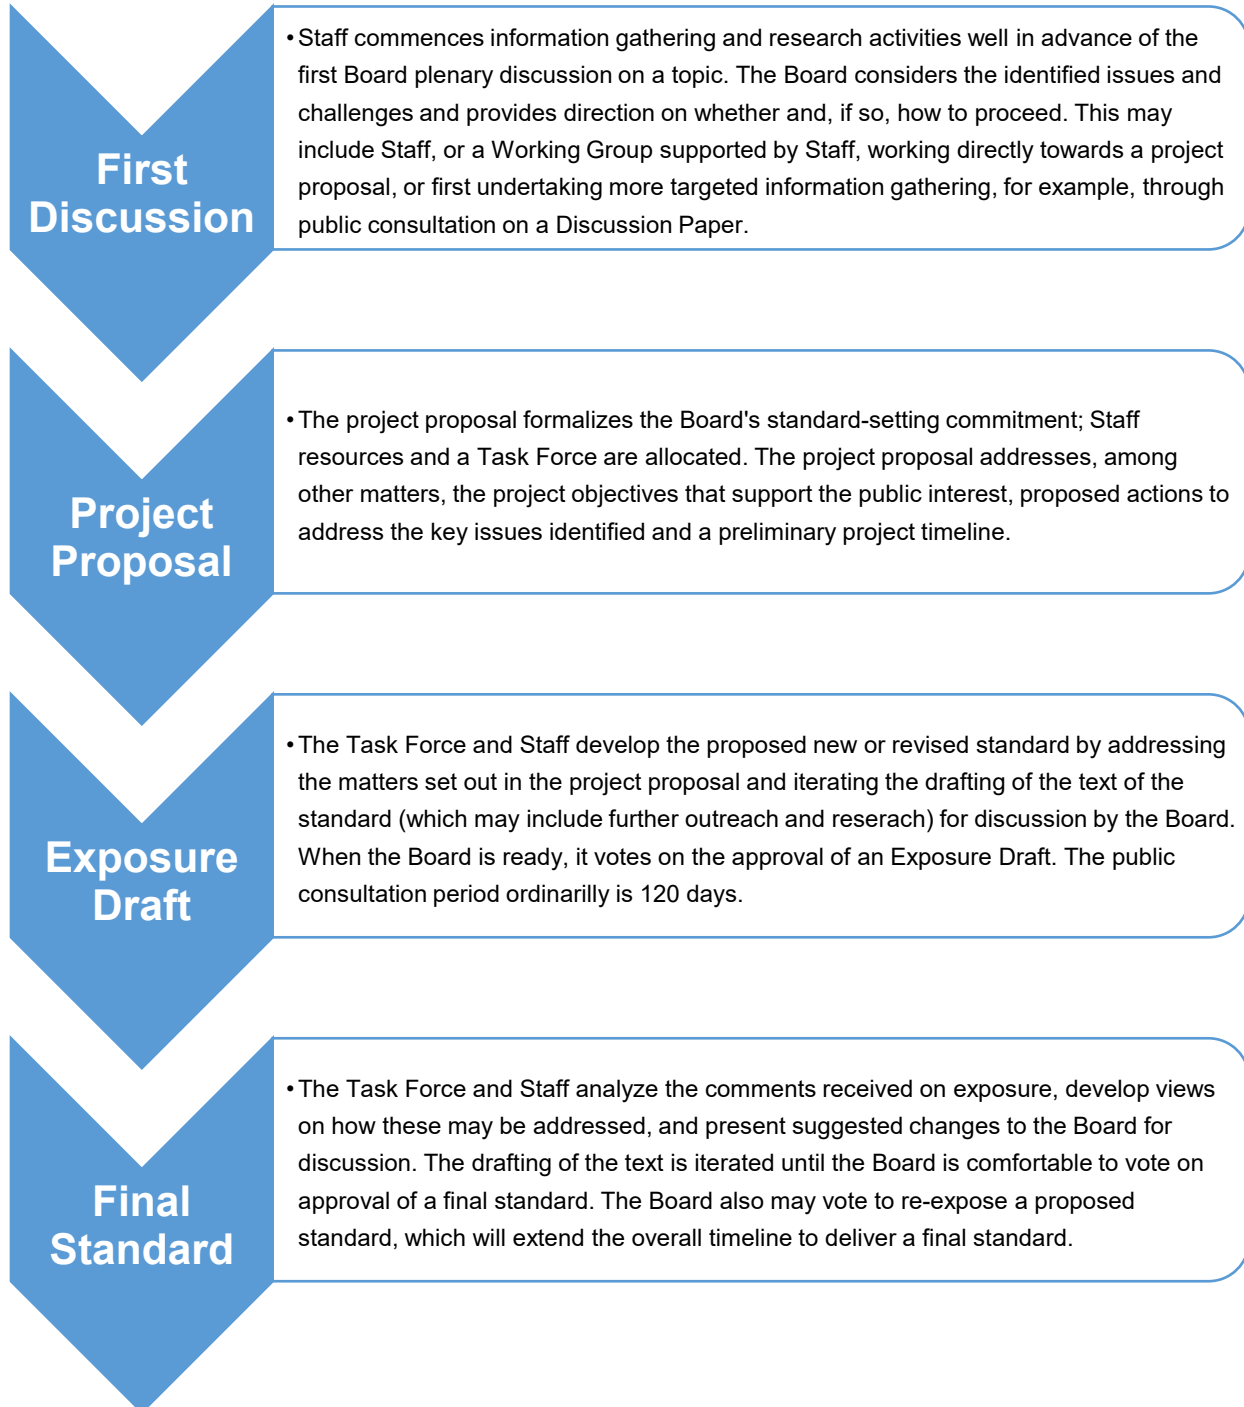 First
Discussion
•Staff commences information gathering and research activities well in advance of the
first Board plenary discussion on a topic. The Board considers the identified issues and
challenges and provides direction on whether and, if so, how to proceed. This may
include Staff, or a Working Group supported by Staff, working directly towards a project
proposal, or first undertaking more targeted information gathering, for example, through
public consultation on a Discussion Paper.
Project
Proposal
•The project proposal formalizes the Board's standard-setting commitment; Staff
resources and a Task Force are allocated. The project proposal addresses, among
other matters, the project objectives that support the public interest, proposed actions to
address the key issues identified and a preliminary project timeline.
Exposure
Draft
•The Task Force and Staff develop the proposed new or revised standard by addressing
the matters set out in the project proposal and iterating the drafting of the text of the
standard (which may include further outreach and reserach) for discussion by the Board.
When the Board is ready, it votes on the approval of an Exposure Draft. The public
consultation period ordinarilly is 120 days.
Final
Standard
•The Task Force and Staff analyze the comments received on exposure, develop views
on how these may be addressed, and present suggested changes to the Board for
discussion. The drafting of the text is iterated until the Board is comfortable to vote on
approval of a final standard. The Board also may vote to re-expose a proposed
standard, which will extend the overall timeline to deliver a final standard.